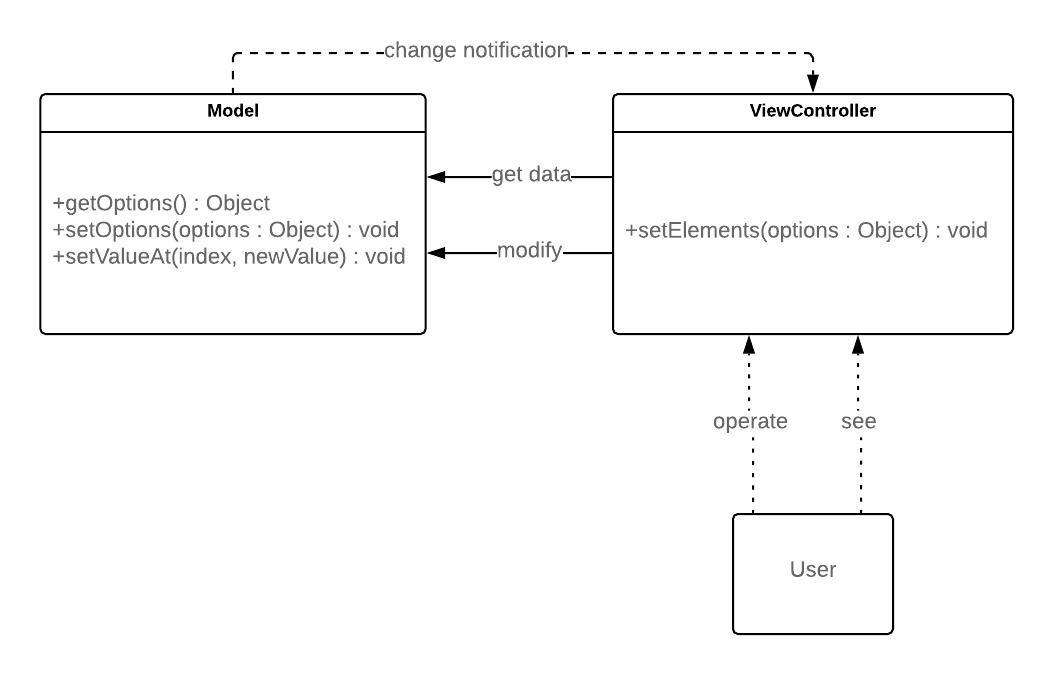 change notification
Model
ViewController
get data
+getOptions() : Object
+setOptions(options : Object) : void
+setValueAt(index, newValue) : void
+setElements(options : Object) : void
modify
operate
see
User